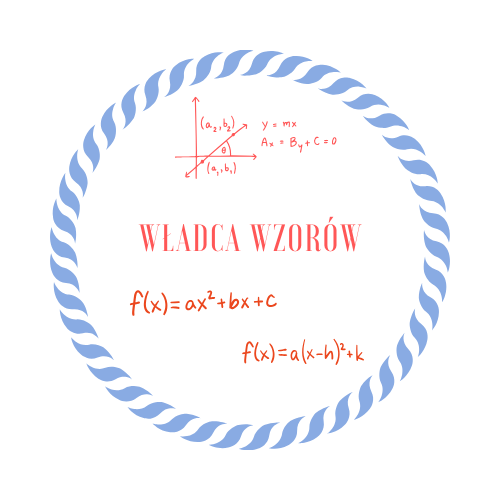 (a₂, b₂)
y = mx
Ax = By + C = 0
θ
(a₁, b₁)
WŁADCA WZORÓW
f(x) = ax² + bx + c
f(x) = a(x-h)² + k